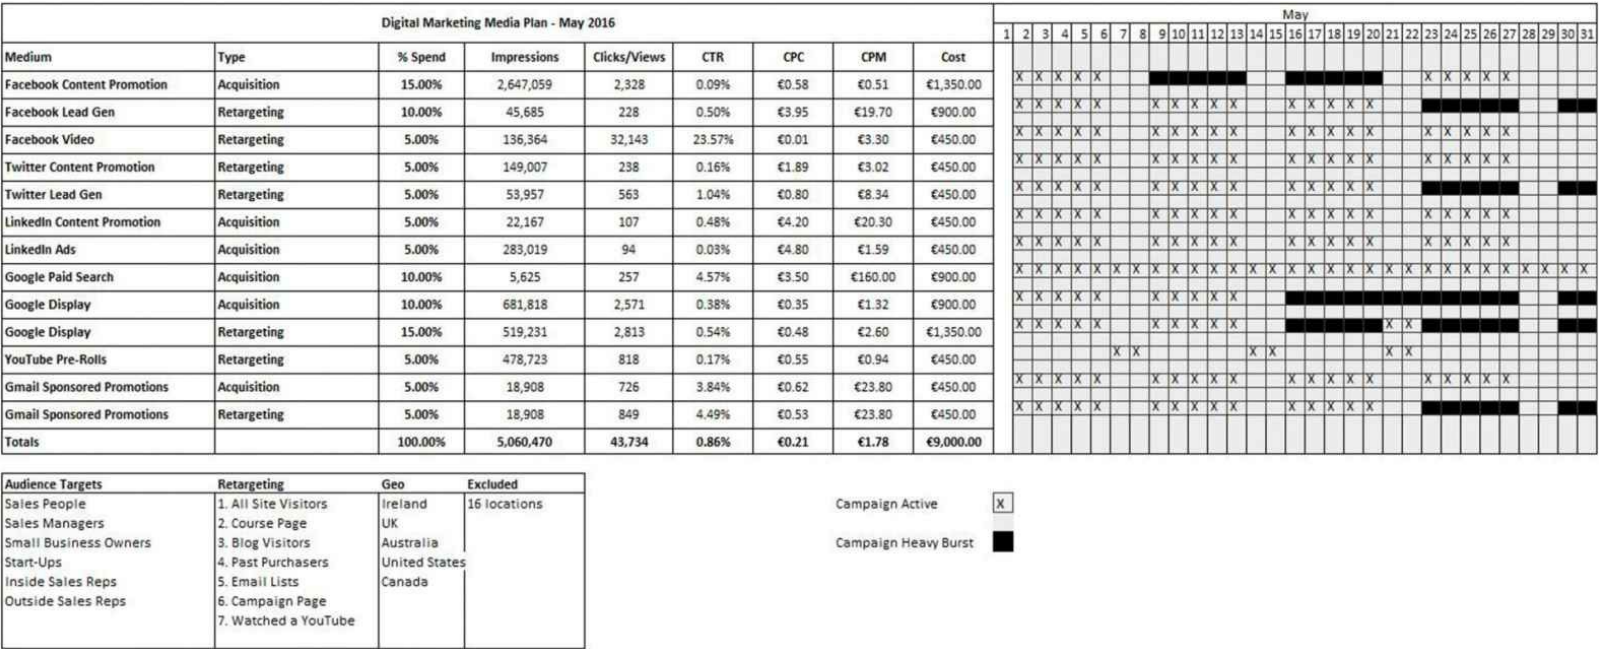 Digital Marketing Media Plan - May 2016 May
1 2 3 4 5 6 7 8 9 10 11 12 13 14 15 16 17 18 19 20 21 22 23 24 25 26 27 28 29 30 31
Medium Type % Spend Impressions Clicks/Views CTR CPC CPM Cost
Facebook Content Promotion Acquisition 15.00% 2,647,059 2,328 0.09% €0.58 €0.51 €1,350.00 X X X X X X X X X X
Facebook Lead Gen Retargeting 10.00% 45,685 228 0.50% €3.95 €19.70 €900.00 X X X X X X X X X X X X X X X
Facebook Video Retargeting 5.00% 136,364 32,143 23.57% €0.01 €3.30 €450.00 X X X X X X X X X X X X X X X X X X X X
Twitter Content Promotion Retargeting 5.00% 149,007 238 0.16% €1.89 €3.02 €450.00 X X X X X X X X X X X X X X X X X X X X
Twitter Lead Gen Retargeting 5.00% 53,957 563 1.04% €0.80 €8.34 €450.00 X X X X X X X X X X X X X X X
LinkedIn Content Promotion Acquisition 5.00% 22,167 107 0.48% €4.20 €20.30 €450.00 X X X X X X X X X X X X X X X X X X X X
LinkedIn Ads Acquisition 5.00% 283,019 94 0.03% €4.80 €1.59 €450.00 X X X X X X X X X X X X X X X X X X X X
Google Paid Search Acquisition 10.00% 5,625 257 4.57% €3.50 €160.00 €900.00 X X X X X X X X X X X X X X X X X X X X X X X X X X X X X X
Google Display Acquisition 10.00% 681,818 2,571 0.38% €0.35 €1.32 €900.00 X X X X X X X X X X
Google Display Retargeting 15.00% 519,231 2,813 0.54% €0.48 €2.60 €1,350.00 X X X X X X X X X X X X
YouTube Pre-Rolls Retargeting 5.00% 478,723 818 0.17% €0.55 €0.94 €450.00 X X X X X X
Gmail Sponsored Promotions Acquisition 5.00% 18,908 726 3.84% €0.62 €23.80 €450.00 X X X X X X X X X X X X X X X X X X X X
Gmail Sponsored Promotions Retargeting 5.00% 18,908 849 4.49% €0.53 €23.80 €450.00 X X X X X X X X X X X X X X X
Totals 100.00% 5,060,470 43,734 0.86% €0.21 €1.78 €9,000.00
Audience Targets Retargeting Geo Excluded
Sales People 1. All Site Visitors Ireland 16 locations
Sales Managers 2. Course Page UK
Small Business Owners 3. Blog Visitors Australia
Start-Ups 4. Past Purchasers United States
Inside Sales Reps 5. Email Lists Canada
Outside Sales Reps 6. Campaign Page
7. Watched a YouTube
Campaign Active X
Campaign Heavy Burst